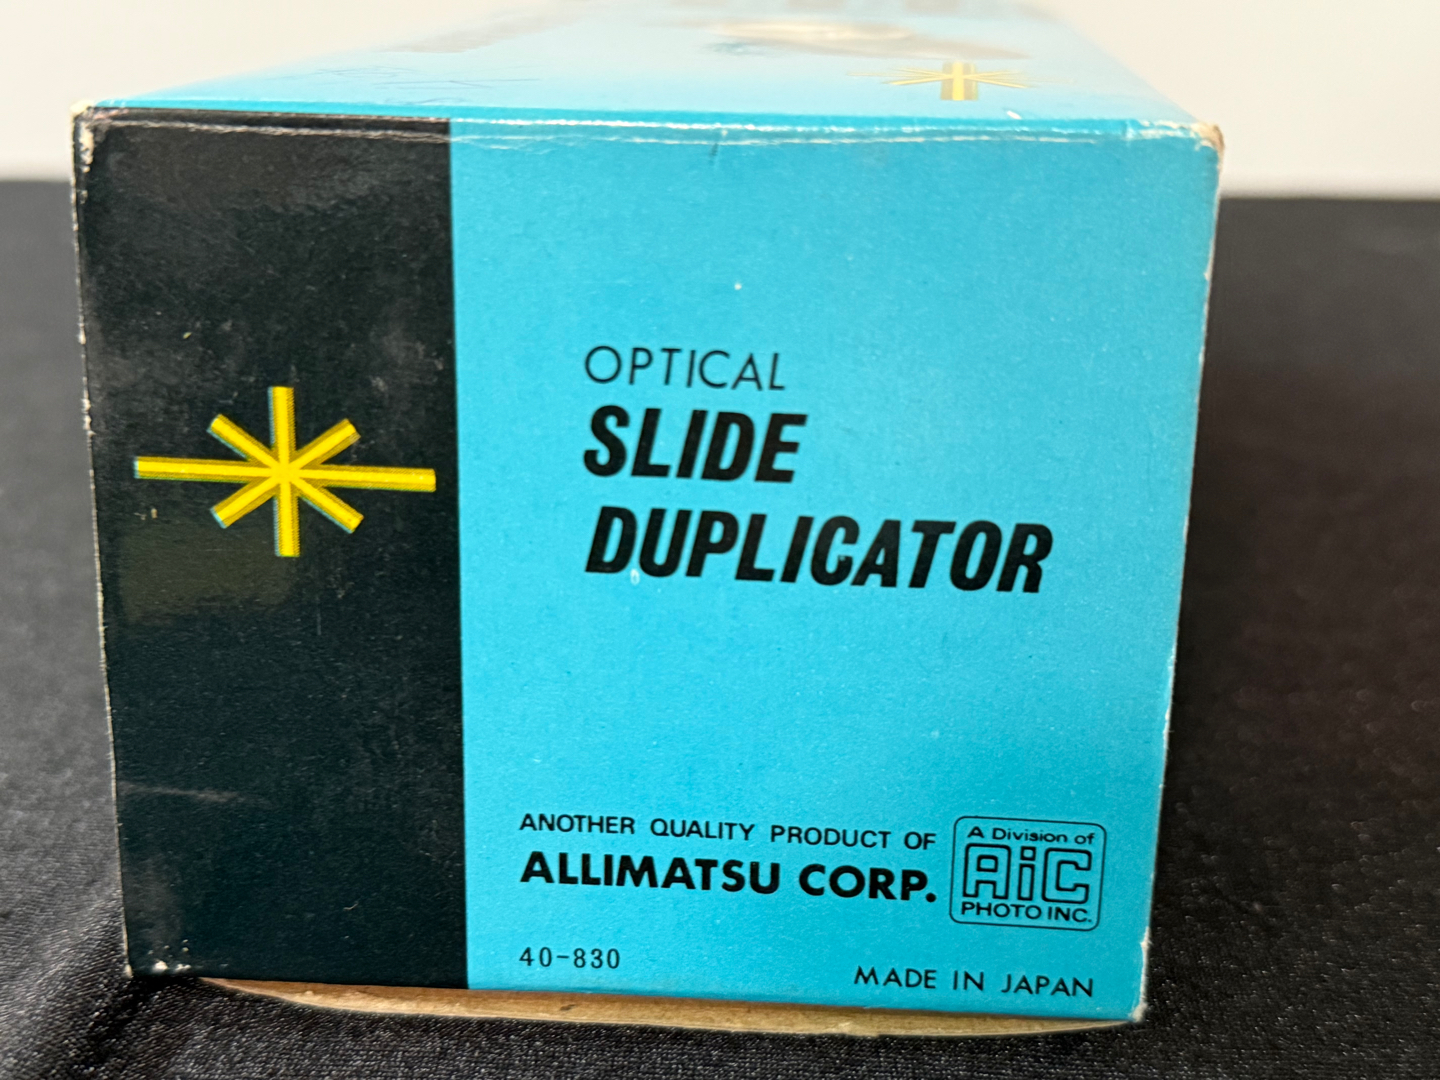 OPTICAL
SLIDE
DUPLICATOR
ANOTHER QUALITY PRODUCT OF
ALLIMATSU CORP.
A Division of
AiC
PHOTO INC.
40-830
MADE IN JAPAN